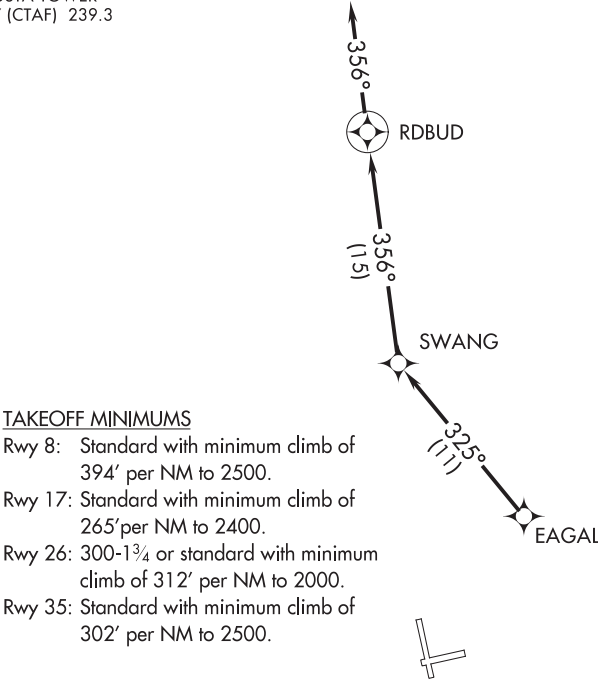 (CTAF) 239.3
356°
RDBUD
356°
(15)
SWANG
325°
(11)
EAGAL
TAKEOFF MINIMUMS
Rwy 8: Standard with minimum climb of
394' per NM to 2500.
Rwy 17: Standard with minimum climb of
265'per NM to 2400.
Rwy 26: 300-1¾ or standard with minimum
climb of 312' per NM to 2000.
Rwy 35: Standard with minimum climb of
302' per NM to 2500.